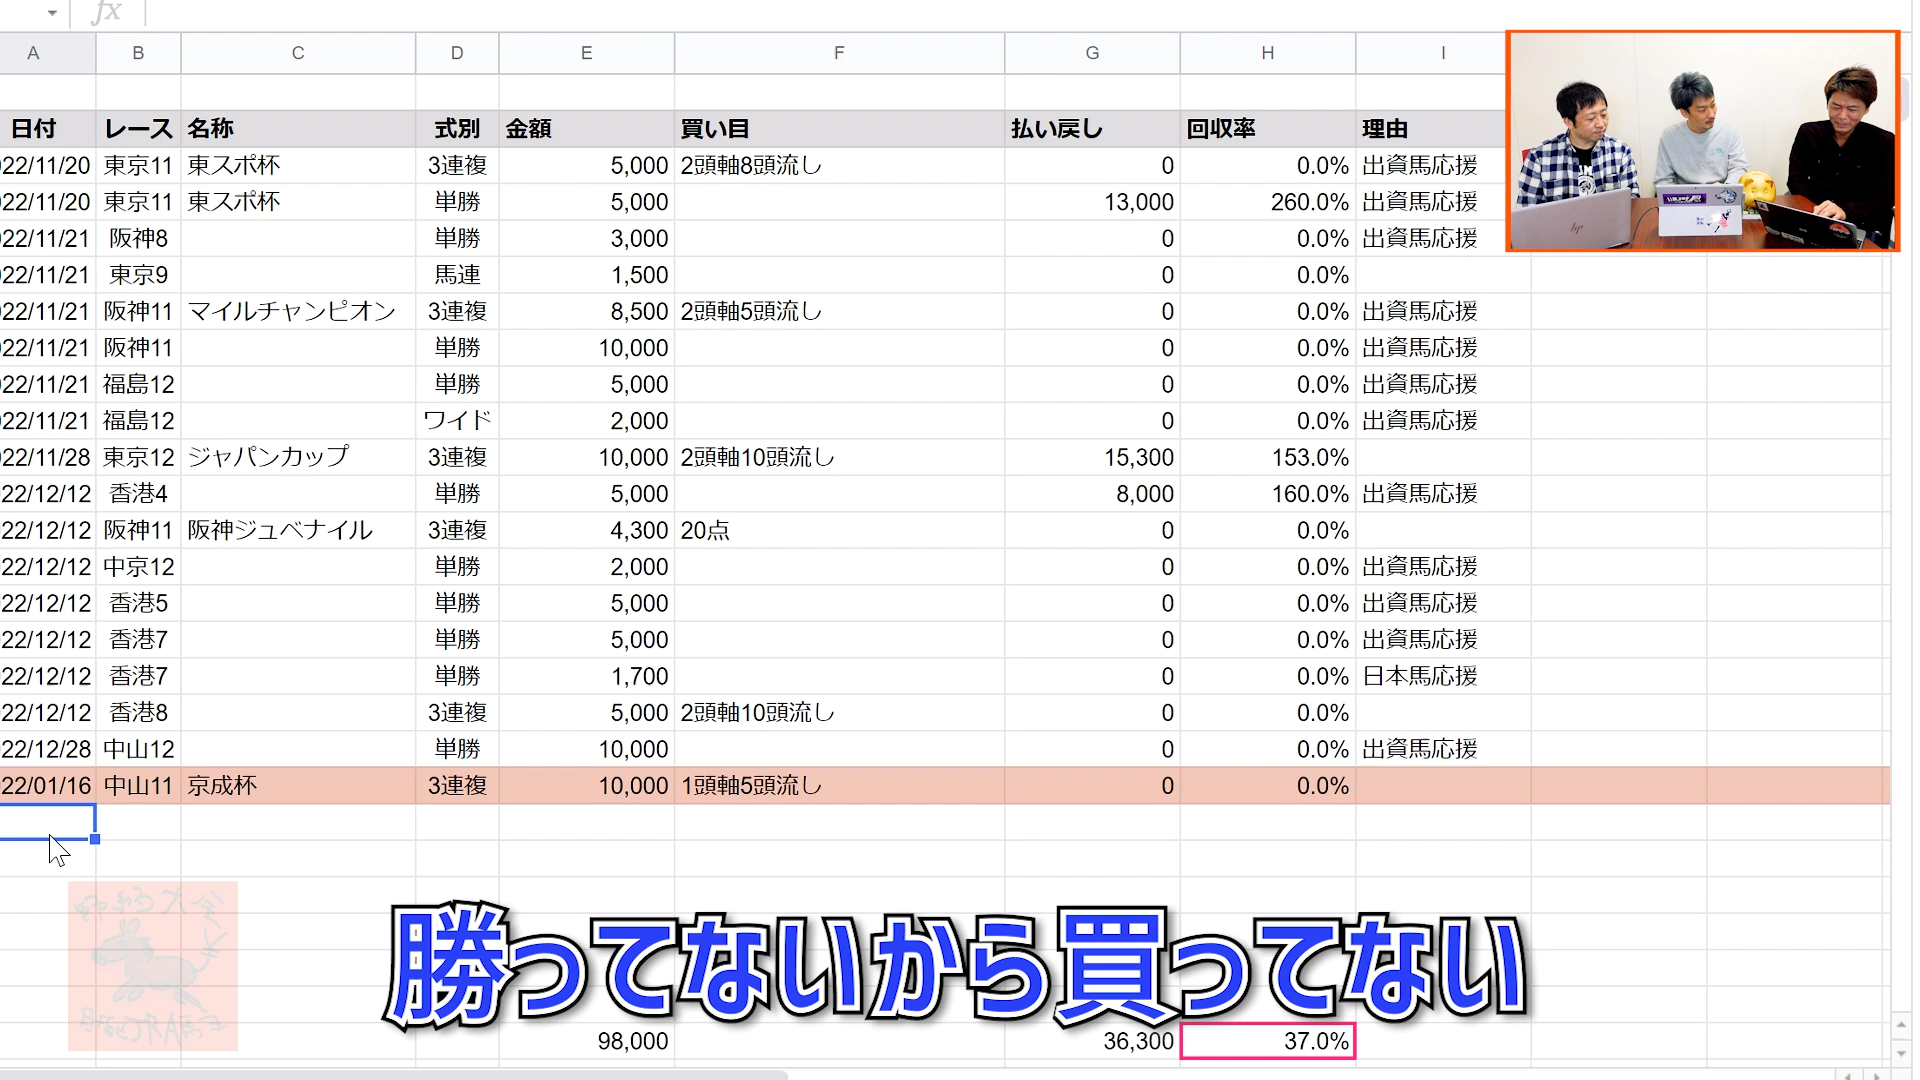 fx
A B C D E F G H I
日付 レース 名称 式別 金額 買い目 払い戻し 回収率 理由
22/11/20 東京11 東スポ杯 3連複 5,000 2頭軸8頭流し 0 0.0% 出資馬応援
22/11/20 東京11 東スポ杯 単勝 5,000 13,000 260.0% 出資馬応援
22/11/21 阪神8 単勝 3,000 0 0.0% 出資馬応援
22/11/21 東京9 馬連 1,500 0 0.0%
22/11/21 阪神11 マイルチャンピオン 3連複 8,500 2頭軸5頭流し 0 0.0% 出資馬応援
22/11/21 阪神11 単勝 10,000 0 0.0% 出資馬応援
22/11/21 福島12 単勝 5,000 0 0.0% 出資馬応援
22/11/21 福島12 ワイド 2,000 0 0.0% 出資馬応援
22/11/28 東京12 ジャパンカップ 3連複 10,000 2頭軸10頭流し 15,300 153.0%
22/12/12 香港4 単勝 5,000 8,000 160.0% 出資馬応援
22/12/12 阪神11 阪神ジュベナイル 3連複 4,300 20点 0 0.0%
22/12/12 中京12 単勝 2,000 0 0.0% 出資馬応援
22/12/12 香港5 単勝 5,000 0 0.0% 出資馬応援
22/12/12 香港7 単勝 5,000 0 0.0% 出資馬応援
22/12/12 香港7 単勝 1,700 0 0.0% 日本馬応援
22/12/12 香港8 3連複 5,000 2頭軸10頭流し 0 0.0%
22/12/28 中山12 単勝 10,000 0 0.0% 出資馬応援
22/01/16 中山11 京成杯 3連複 10,000 1頭軸5頭流し 0 0.0%
勝ってないから買ってない
98,000 36,300 37.0%